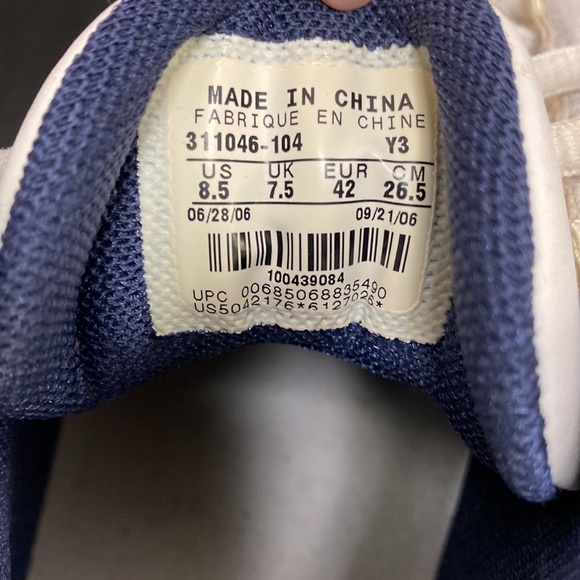 MADE IN CHINA
FABRIQUE EN CHINE
311046-104 Y3
US UK EUR CM
8.5 7.5 42 26.5
06/28/06 09/21/06
100439084
UPC 00685068835490
US5042176*6127026*